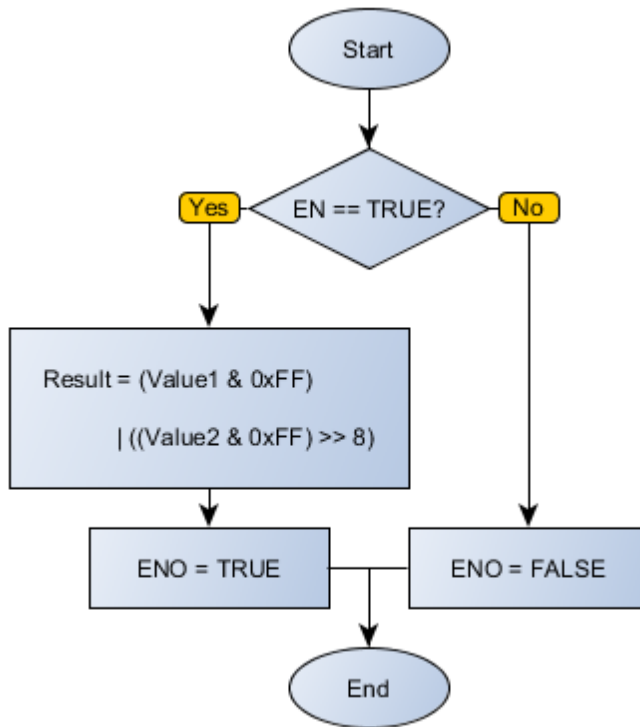 Start
EN == TRUE?
Yes
No
Result = (Value1 & 0xFF)
| ((Value2 & 0xFF) >> 8)
ENO = TRUE
ENO = FALSE
End